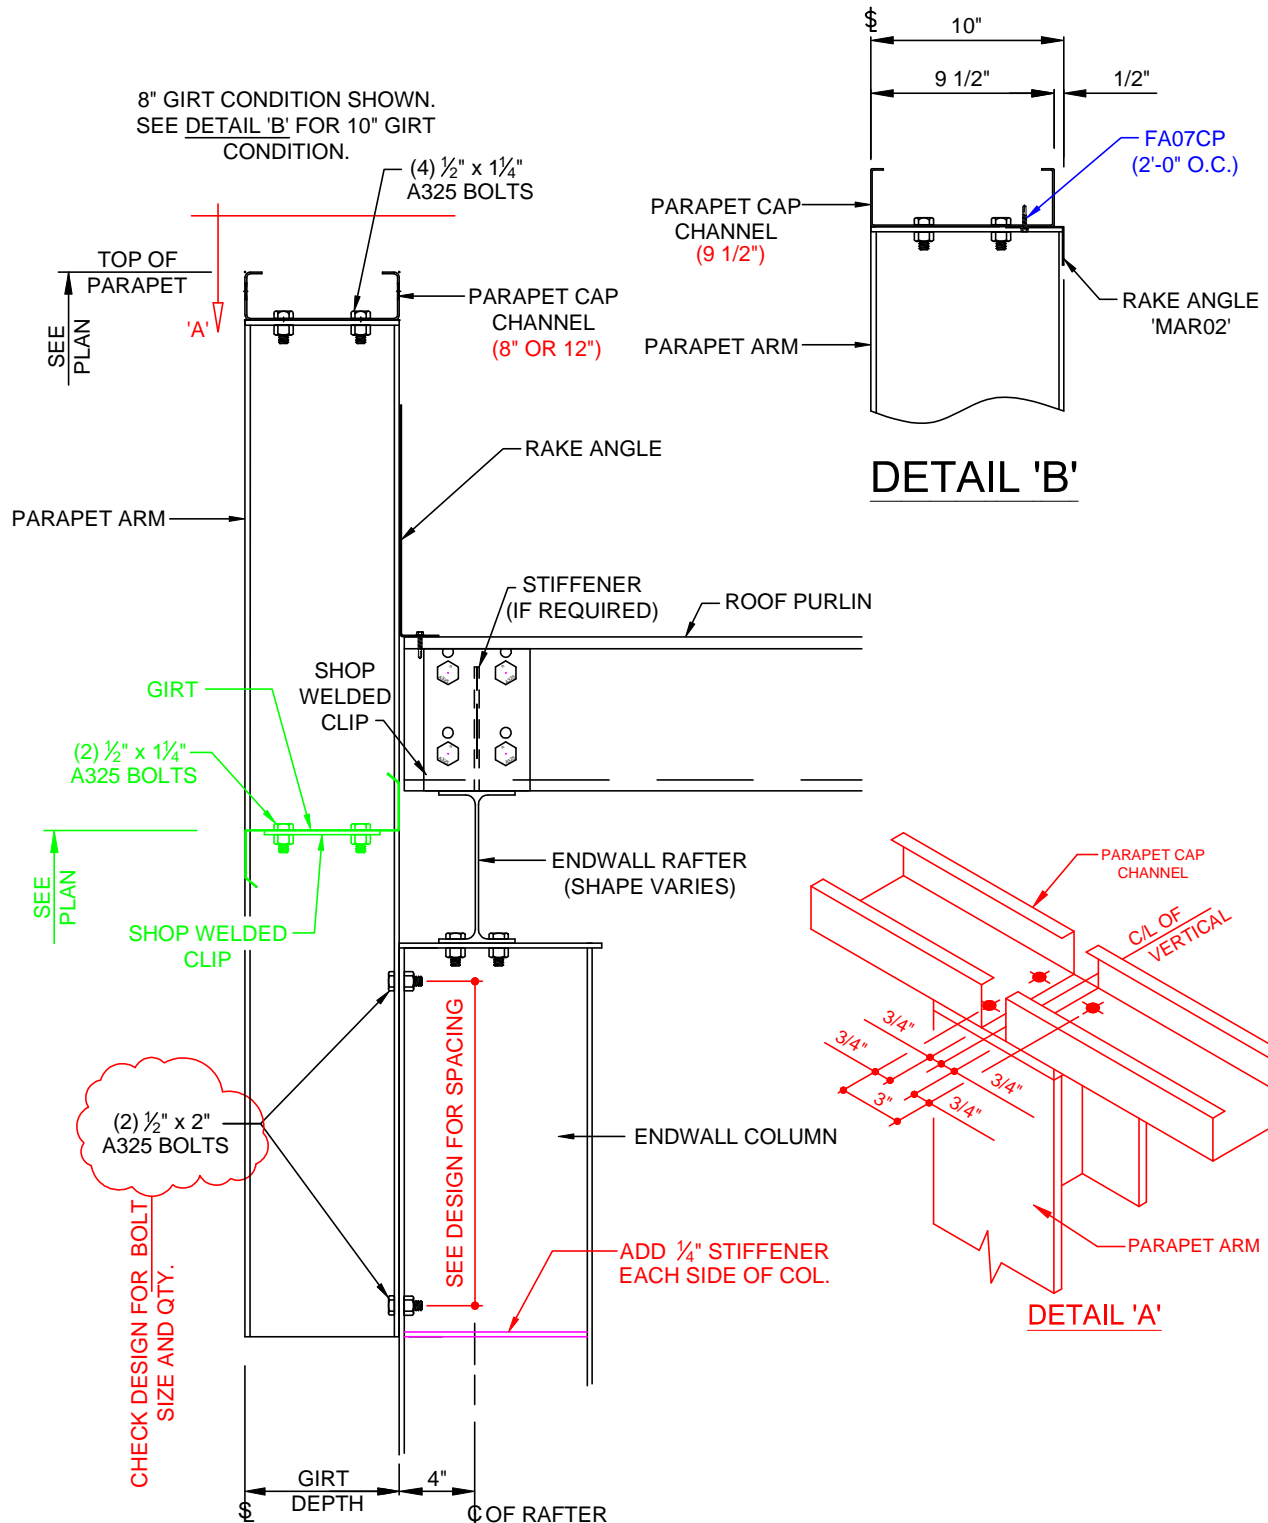 8" GIRT CONDITION SHOWN.
SEE DETAIL 'B' FOR 10" GIRT
CONDITION.
(4) ½" x 1¼"
A325 BOLTS
TOP OF
PARAPET
SEE
PLAN
'A'
PARAPET CAP
CHANNEL
(8" OR 12")
RAKE ANGLE
PARAPET ARM
STIFFENER
(IF REQUIRED)
ROOF PURLIN
SHOP
WELDED
CLIP
GIRT
(2) ½" x 1¼"
A325 BOLTS
SEE
PLAN
SHOP WELDED
CLIP
ENDWALL RAFTER
(SHAPE VARIES)
SEE DESIGN FOR SPACING
(2) ½" x 2"
A325 BOLTS
CHECK DESIGN FOR BOLT
SIZE AND QTY.
ENDWALL COLUMN
ADD ¼" STIFFENER
EACH SIDE OF COL.
GIRT
DEPTH
4"
℄ OF RAFTER
10"
9 1/2"
1/2"
FA07CP
(2'-0" O.C.)
PARAPET CAP
CHANNEL
(9 1/2")
RAKE ANGLE
'MAR02'
PARAPET ARM
DETAIL 'B'
PARAPET CAP
CHANNEL
C/L OF
VERTICAL
3/4"
3/4"
3/4"
3"
3/4"
PARAPET ARM
DETAIL 'A'